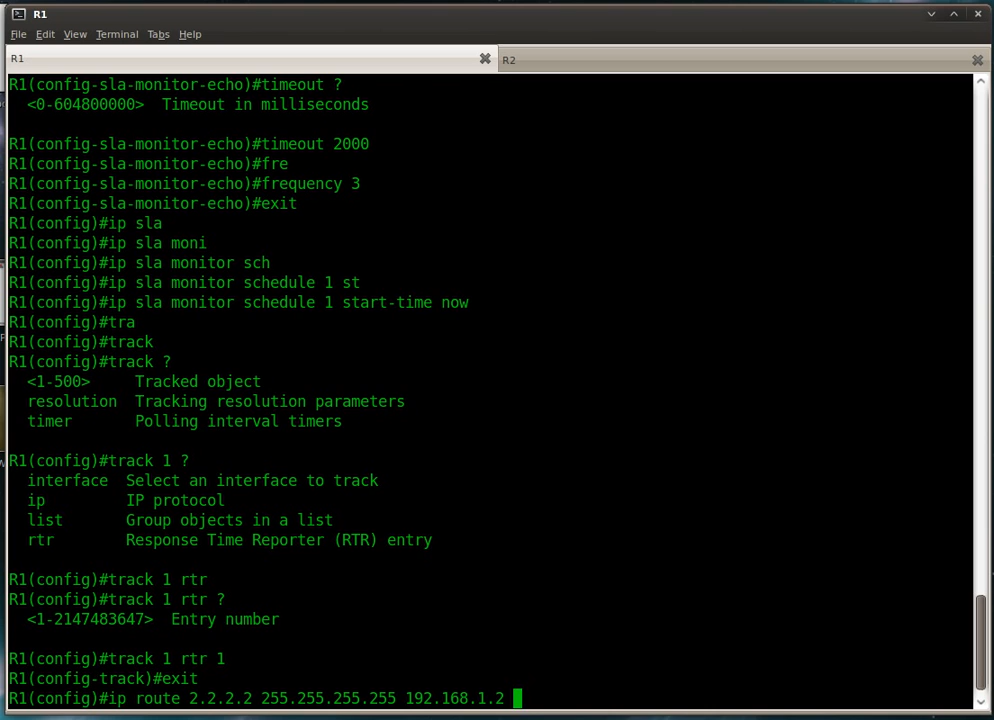 R1
File Edit View Terminal Tabs Help
R1 R2
R1(config-sla-monitor-echo)#timeout ?
  <0-604800000>  Timeout in milliseconds
R1(config-sla-monitor-echo)#timeout 2000
R1(config-sla-monitor-echo)#fre
R1(config-sla-monitor-echo)#frequency 3
R1(config-sla-monitor-echo)#exit
R1(config)#ip sla
R1(config)#ip sla moni
R1(config)#ip sla monitor sch
R1(config)#ip sla monitor schedule 1 st
R1(config)#ip sla monitor schedule 1 start-time now
R1(config)#tra
R1(config)#track
R1(config)#track ?
  <1-500>     Tracked object
  resolution  Tracking resolution parameters
  timer       Polling interval timers
R1(config)#track 1 ?
  interface  Select an interface to track
  ip         IP protocol
  list       Group objects in a list
  rtr        Response Time Reporter (RTR) entry
R1(config)#track 1 rtr
R1(config)#track 1 rtr ?
  <1-2147483647>  Entry number
R1(config)#track 1 rtr 1
R1(config-track)#exit
R1(config)#ip route 2.2.2.2 255.255.255.255 192.168.1.2